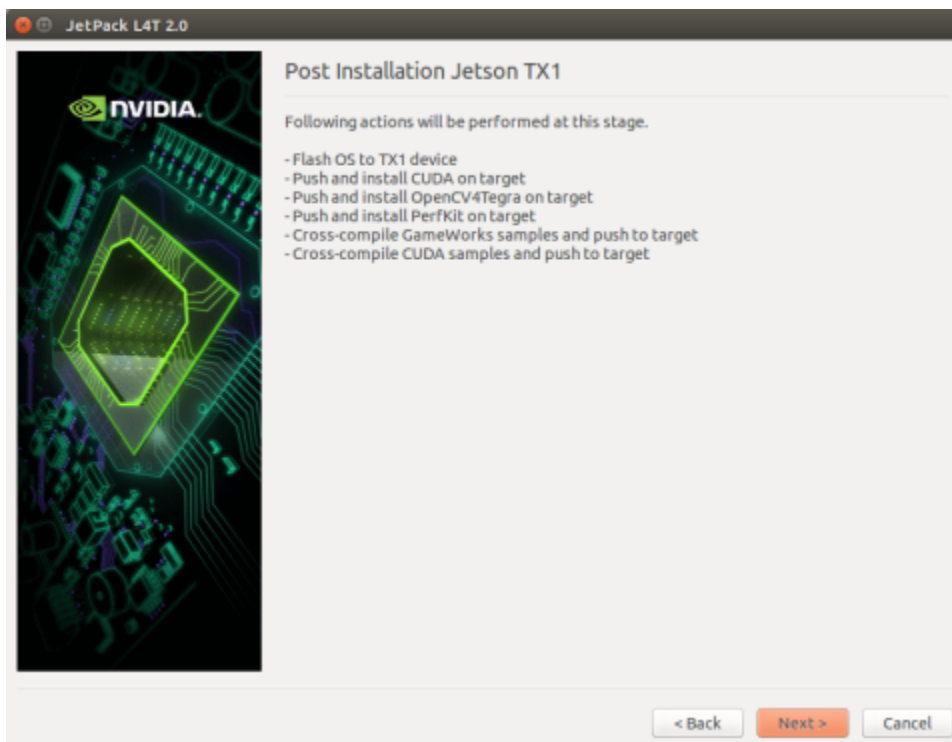 JetPack L4T 2.0
NVIDIA.
Post Installation Jetson TX1
Following actions will be performed at this stage.
- Flash OS to TX1 device
- Push and install CUDA on target
- Push and install OpenCV4Tegra on target
- Push and install PerfKit on target
- Cross-compile GameWorks samples and push to target
- Cross-compile CUDA samples and push to target
< Back
Next >
Cancel